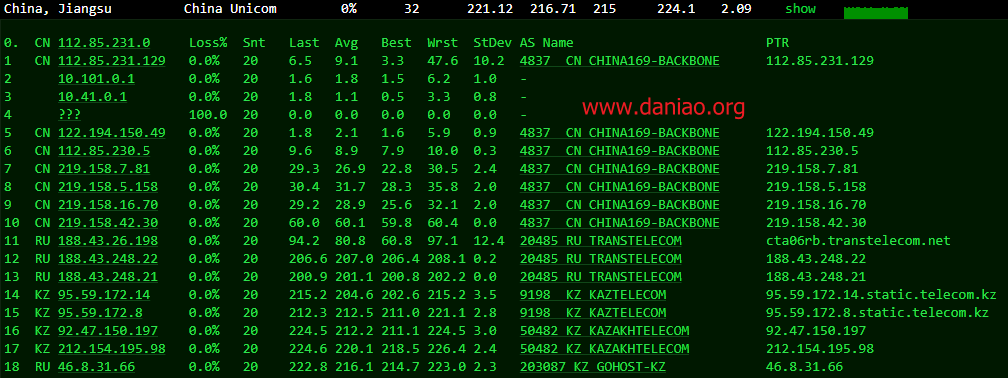 China, Jiangsu China Unicom 0% 32 221.12 216.71 215 224.1 2.09 show
0. CN 112.85.231.0 Loss% Snt Last Avg Best Wrst StDev AS Name PTR
1 CN 112.85.231.129 0.0% 20 6.5 9.1 3.3 47.6 10.2 4837 CN CHINA169-BACKBONE 112.85.231.129
2 10.101.0.1 0.0% 20 1.6 1.8 1.5 6.2 1.0 -
3 10.41.0.1 0.0% 20 1.8 1.1 0.5 3.3 0.8 -
www.daniao.org
4 ??? 100.0 20 0.0 0.0 0.0 0.0 0.0 -
5 CN 122.194.150.49 0.0% 20 1.8 2.1 1.6 5.9 0.9 4837 CN CHINA169-BACKBONE 122.194.150.49
6 CN 112.85.230.5 0.0% 20 9.6 8.9 7.9 10.0 0.3 4837 CN CHINA169-BACKBONE 112.85.230.5
7 CN 219.158.7.81 0.0% 20 29.3 26.9 22.8 30.5 2.4 4837 CN CHINA169-BACKBONE 219.158.7.81
8 CN 219.158.5.158 0.0% 20 30.4 31.7 28.3 35.8 2.0 4837 CN CHINA169-BACKBONE 219.158.5.158
9 CN 219.158.16.70 0.0% 20 29.2 28.9 25.6 32.1 2.0 4837 CN CHINA169-BACKBONE 219.158.16.70
10 CN 219.158.42.30 0.0% 20 60.0 60.1 59.8 60.4 0.0 4837 CN CHINA169-BACKBONE 219.158.42.30
11 RU 188.43.26.198 0.0% 20 94.2 80.8 60.8 97.1 12.4 20485 RU TRANSTELECOM cta06rb.transtelecom.net
12 RU 188.43.248.22 0.0% 20 206.6 207.0 206.4 208.1 0.2 20485 RU TRANSTELECOM 188.43.248.22
13 RU 188.43.248.21 0.0% 20 200.9 201.1 200.8 202.2 0.0 20485 RU TRANSTELECOM 188.43.248.21
14 KZ 95.59.172.14 0.0% 20 215.2 204.6 202.6 215.2 3.5 9198 KZ KAZTELECOM 95.59.172.14.static.telecom.kz
15 KZ 95.59.172.8 0.0% 20 212.3 212.5 211.0 221.1 2.8 9198 KZ KAZTELECOM 95.59.172.8.static.telecom.kz
16 KZ 92.47.150.197 0.0% 20 224.5 212.2 211.1 224.5 3.0 50482 KZ KAZAKHTELECOM 92.47.150.197
17 KZ 212.154.195.98 0.0% 20 224.6 220.1 218.5 226.4 2.4 50482 KZ KAZAKHTELECOM 212.154.195.98
18 RU 46.8.31.66 0.0% 20 222.8 216.1 214.7 223.0 2.3 203087 KZ GOHOST-KZ 46.8.31.66